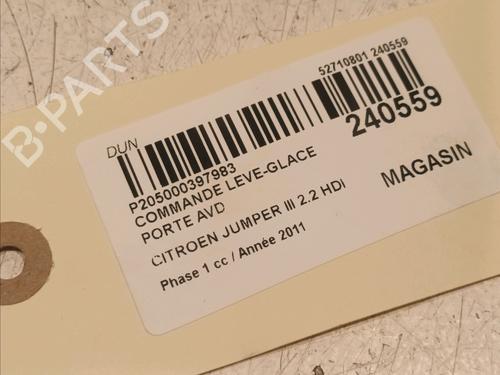 B-PARTS
DUN
52710801 240559
240559
P205000397983
COMMANDE LEVE-GLACE
PORTE AVD
MAGASIN
CITROEN JUMPER III 2.2 HDI
Phase 1 cc / Année 2011